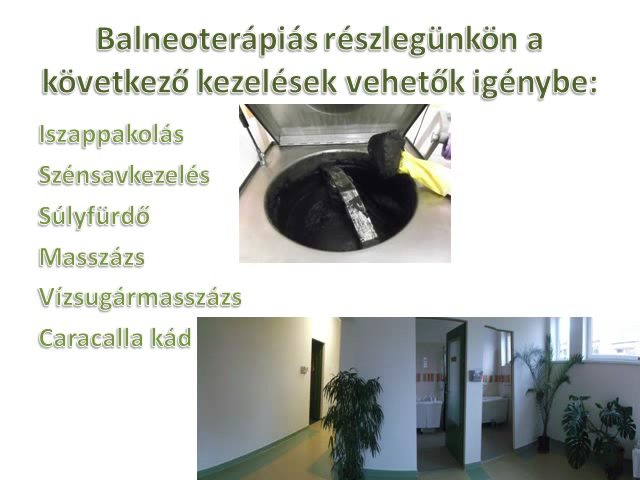 Balneoterápiás részlegünkön a
következő kezelések vehetők igénybe:
Iszappakolás
Szénsavkezelés
Súlyfürdő
Masszázs
Vízsugármasszázs
Caracalla kád